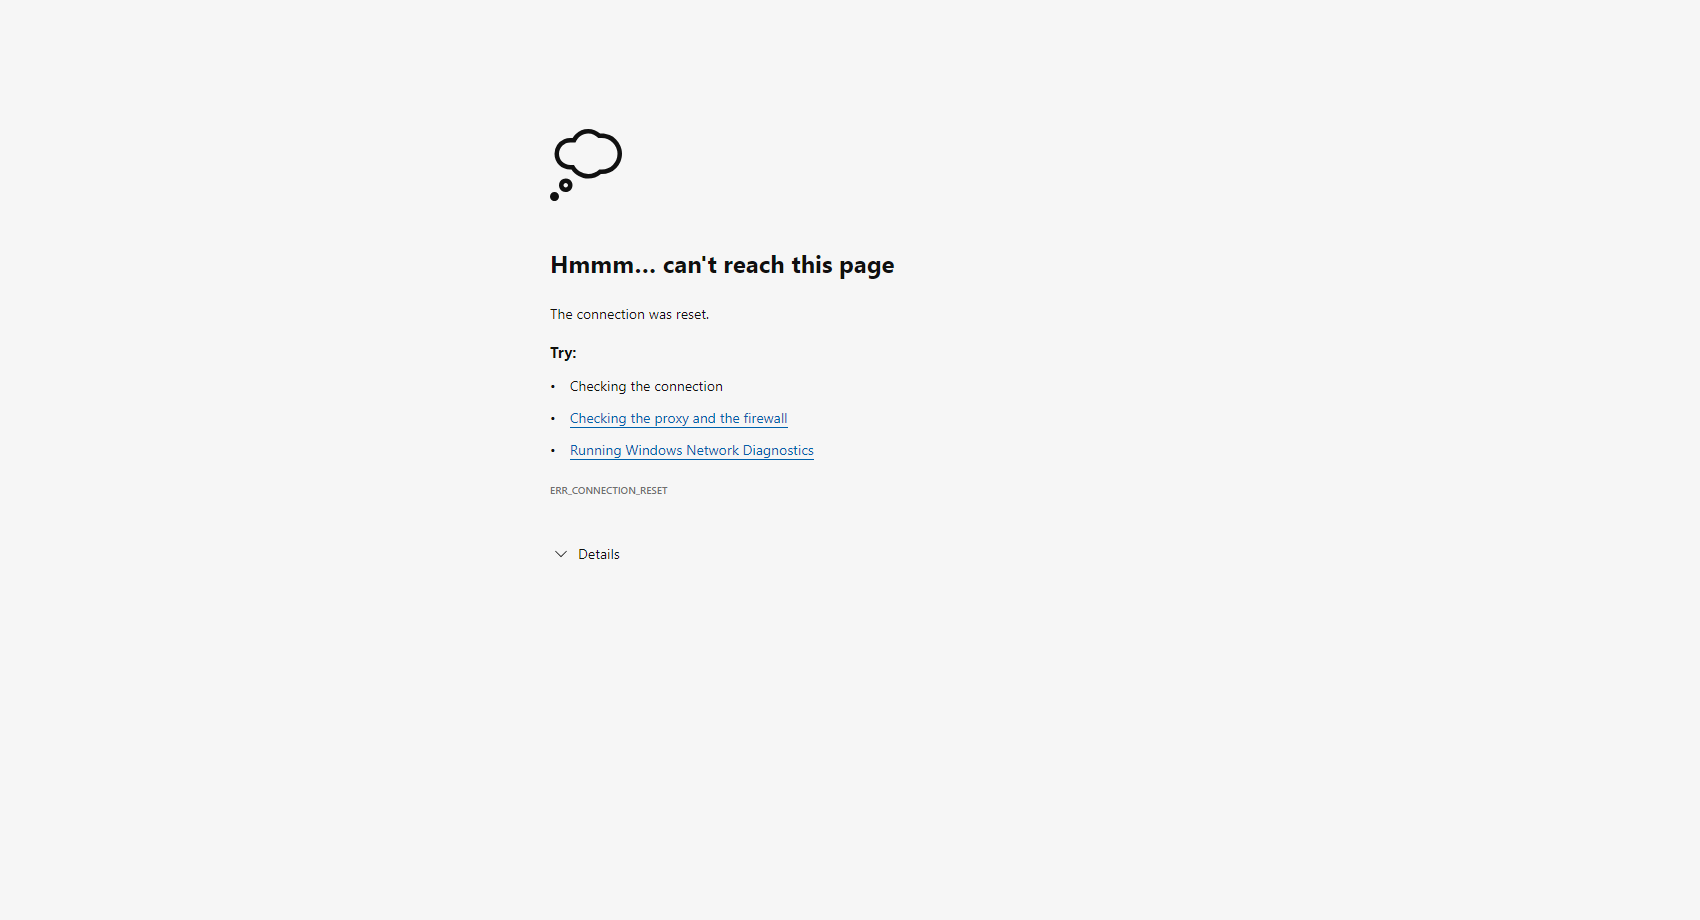 Hmmm… can't reach this page
The connection was reset.
Try:
• Checking the connection
• Checking the proxy and the firewall
• Running Windows Network Diagnostics
ERR_CONNECTION_RESET
Details